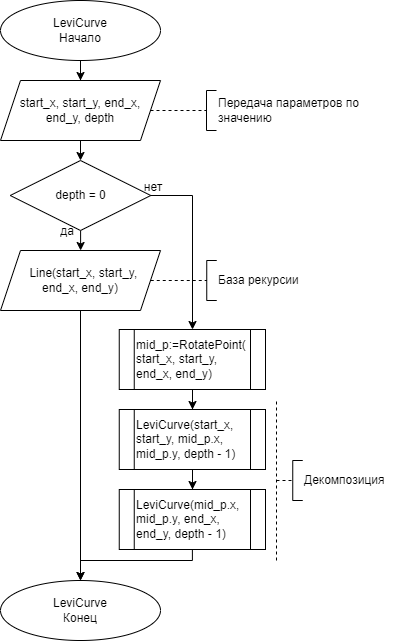 LeviCurve
Начало
start_x, start_y, end_x,
end_y, depth
Передача параметров по
значению
depth = 0
нет
да
Line(start_x, start_y,
end_x, end_y)
База рекурсии
mid_p:=RotatePoint(
start_x, start_y,
end_x, end_y)
LeviCurve(start_x,
start_y, mid_p.x,
mid_p.y, depth - 1)
Декомпозиция
LeviCurve(mid_p.x,
mid_p.y, end_x,
end_y, depth - 1)
LeviCurve
Конец